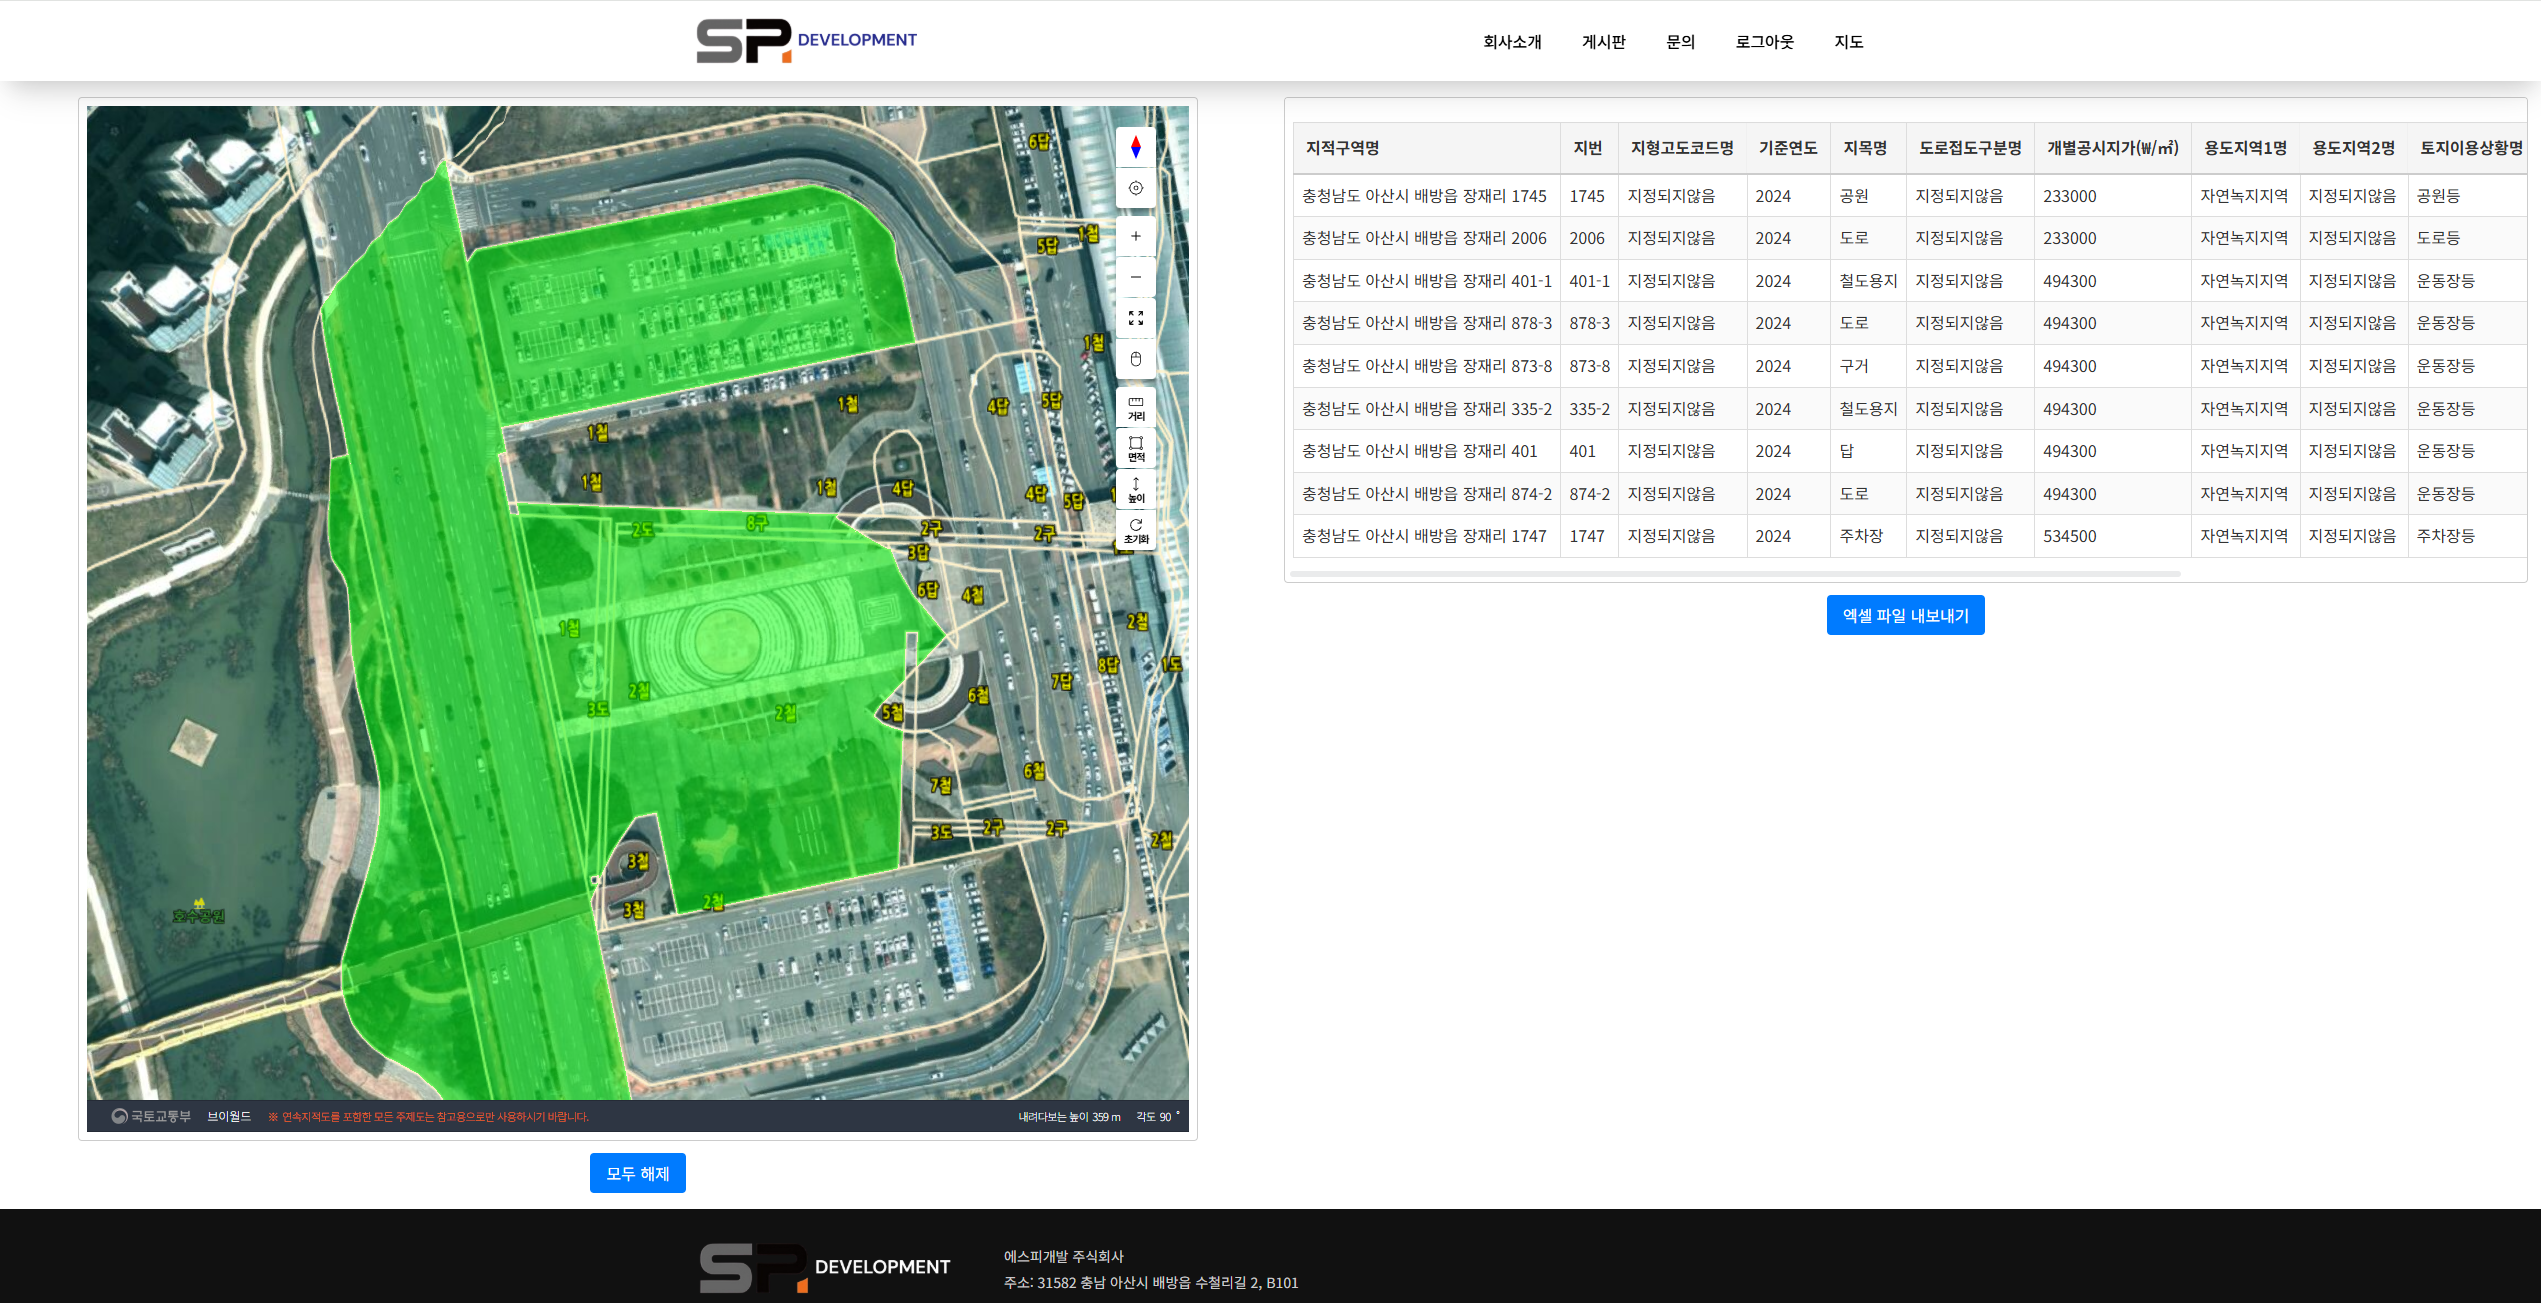 SP DEVELOPMENT
회사소개 게시판 문의 로그아웃 지도
6답
5답 1철
1철
1철 4답 5답
1철
1철 1철 4답 4답 5답
2도 8구 2구 2구
3답
6답 4철
1철 2철
8답 1도
2철 7답
6철
3도 2철 5철
6철
7철
3도 2구 2구
2철
3철
2철
3철
호수공원
거리
면적
높이
초기화
국토교통부 브이월드 ※ 연속지적도를 포함한 모든 주제도는 참고용으로만 사용하시기 바랍니다. 내려다보는 높이 359 m 각도 90 °
모두 해제
지적구역명 지번 지형고도코드명 기준연도 지목명 도로접도구분명 개별공시지가(₩/㎡) 용도지역1명 용도지역2명 토지이용상황명
충청남도 아산시 배방읍 장재리 1745 1745 지정되지않음 2024 공원 지정되지않음 233000 자연녹지지역 지정되지않음 공원등
충청남도 아산시 배방읍 장재리 2006 2006 지정되지않음 2024 도로 지정되지않음 233000 자연녹지지역 지정되지않음 도로등
충청남도 아산시 배방읍 장재리 401-1 401-1 지정되지않음 2024 철도용지 지정되지않음 494300 자연녹지지역 지정되지않음 운동장등
충청남도 아산시 배방읍 장재리 878-3 878-3 지정되지않음 2024 도로 지정되지않음 494300 자연녹지지역 지정되지않음 운동장등
충청남도 아산시 배방읍 장재리 873-8 873-8 지정되지않음 2024 구거 지정되지않음 494300 자연녹지지역 지정되지않음 운동장등
충청남도 아산시 배방읍 장재리 335-2 335-2 지정되지않음 2024 철도용지 지정되지않음 494300 자연녹지지역 지정되지않음 운동장등
충청남도 아산시 배방읍 장재리 401 401 지정되지않음 2024 답 지정되지않음 494300 자연녹지지역 지정되지않음 운동장등
충청남도 아산시 배방읍 장재리 874-2 874-2 지정되지않음 2024 도로 지정되지않음 494300 자연녹지지역 지정되지않음 운동장등
충청남도 아산시 배방읍 장재리 1747 1747 지정되지않음 2024 주차장 지정되지않음 534500 자연녹지지역 지정되지않음 주차장등
엑셀 파일 내보내기
SP DEVELOPMENT
에스피개발 주식회사
주소: 31582 충남 아산시 배방읍 수철리길 2, B101